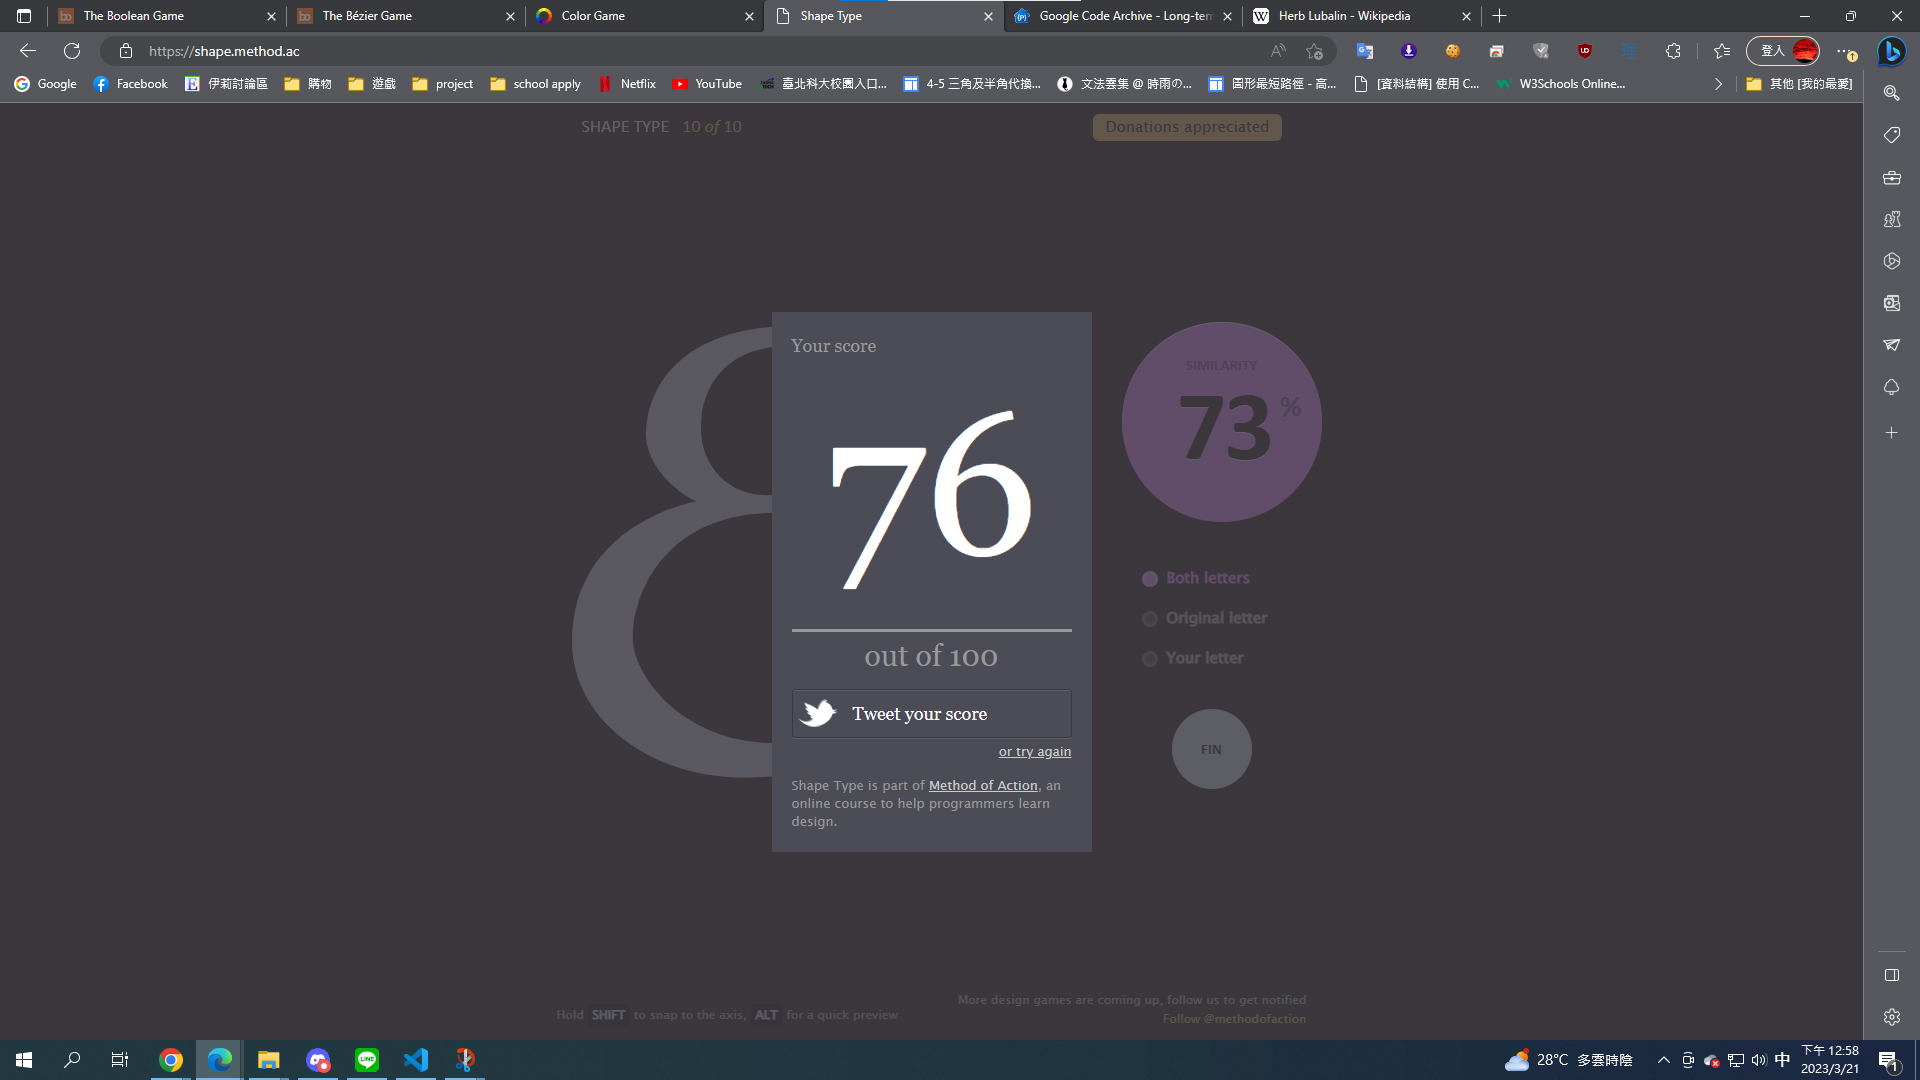 The Boolean Game
The Bézier Game
Color Game
Shape Type
Google Code Archive - Long-term
Herb Lubalin - Wikipedia
https://shape.method.ac
登入
Google
Facebook
伊莉討論區
購物
遊戲
project
school apply
Netflix
YouTube
臺北科大校園入口...
4-5 三角及半角代換...
文法雲集 @ 時雨の...
圖形最短路徑 - 高...
[資料結構] 使用 C...
W3Schools Online...
其他 [我的最愛]
SHAPE TYPE 10 of 10
Donations appreciated
Your score
76
out of 100
Tweet your score
or try again
Shape Type is part of Method of Action, an
online course to help programmers learn
design.
SIMILARITY
73 %
Both letters
Original letter
Your letter
FIN
Hold SHIFT to snap to the axis, ALT for a quick preview
More design games are coming up, follow us to get notified
Follow @methodofaction
28°C 多雲時陰
中
下午 12:58
2023/3/21
1